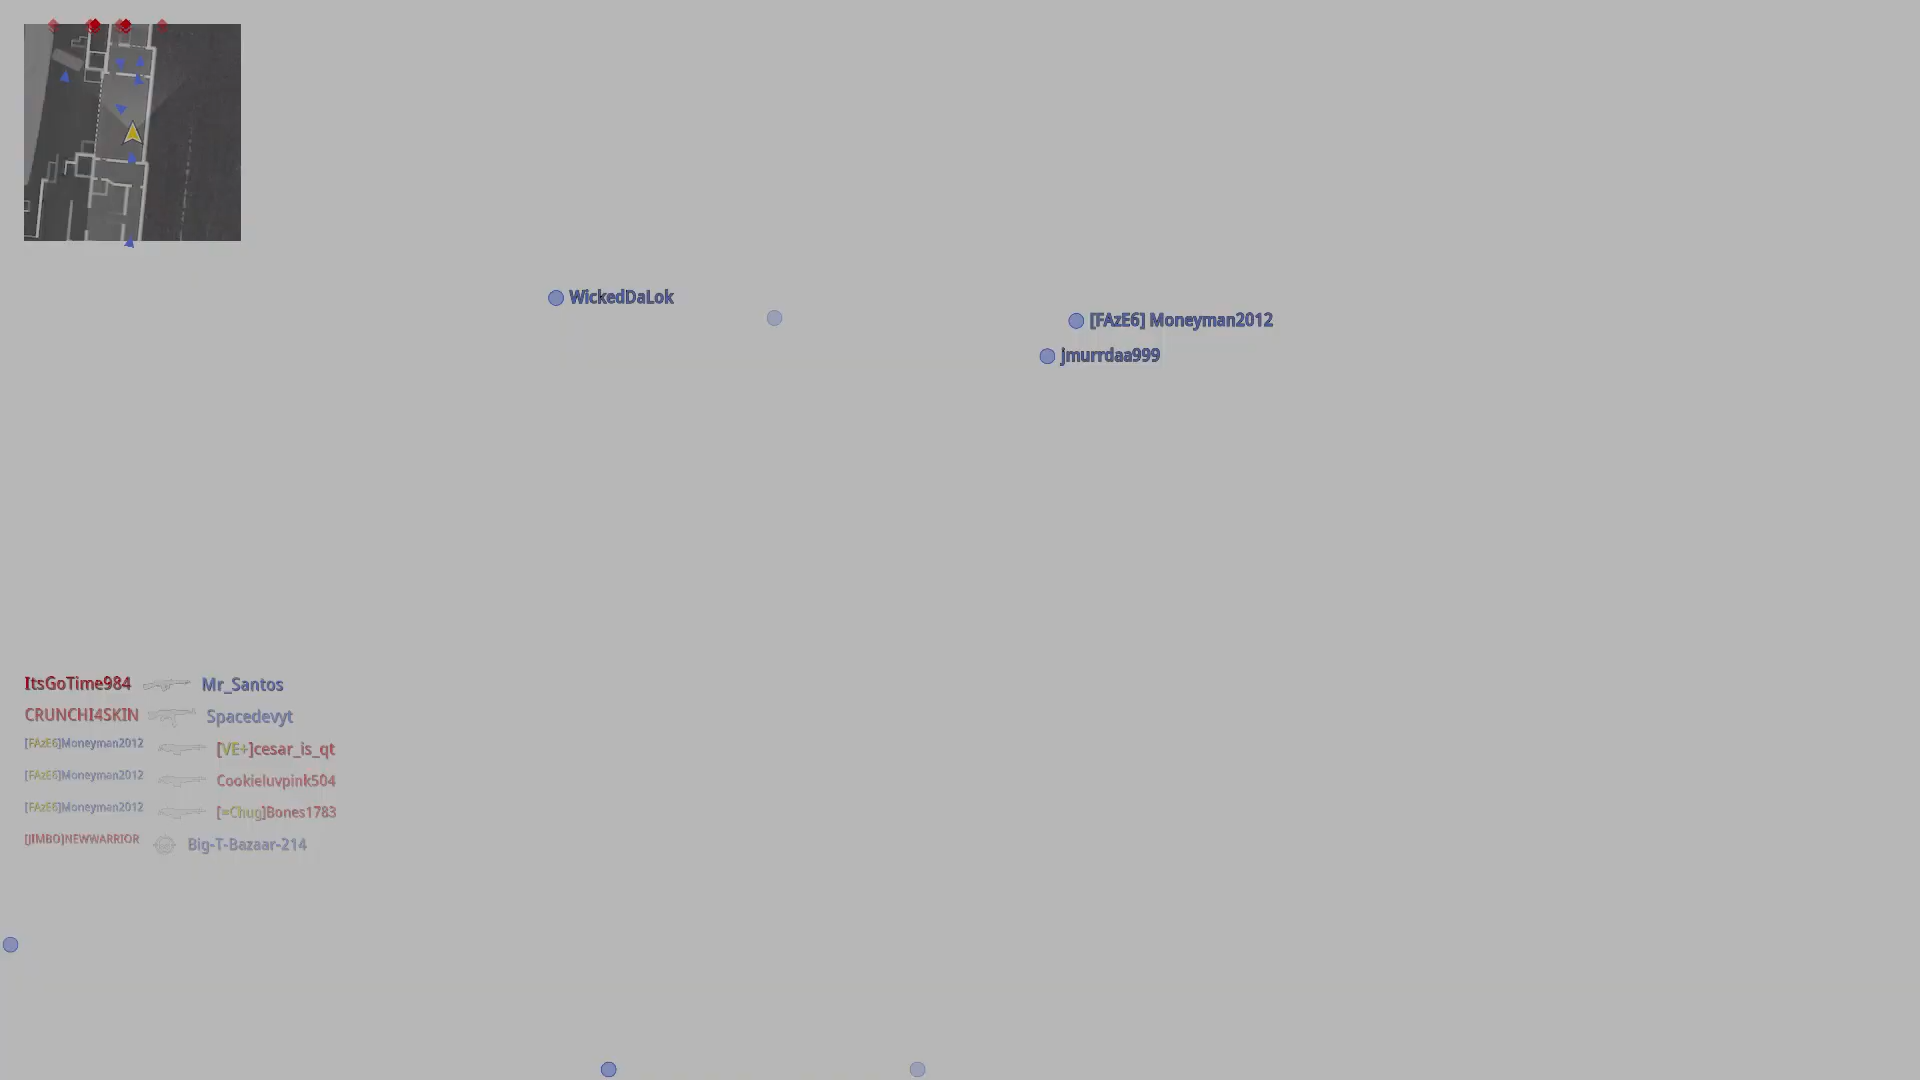 WickedDaLok
[FAzE6] Moneyman2012
jmurrdaa999
ItsGoTime984 Mr_Santos
CRUNCHI4SKIN Spacedevyt
[FAzE6]Moneyman2012 [VE+]cesar_is_qt
[FAzE6]Moneyman2012 Cookieluvpink504
[FAzE6]Moneyman2012 [=Chug]Bones1783
[JIMBO]NEWWARRIOR Big-T-Bazaar-214